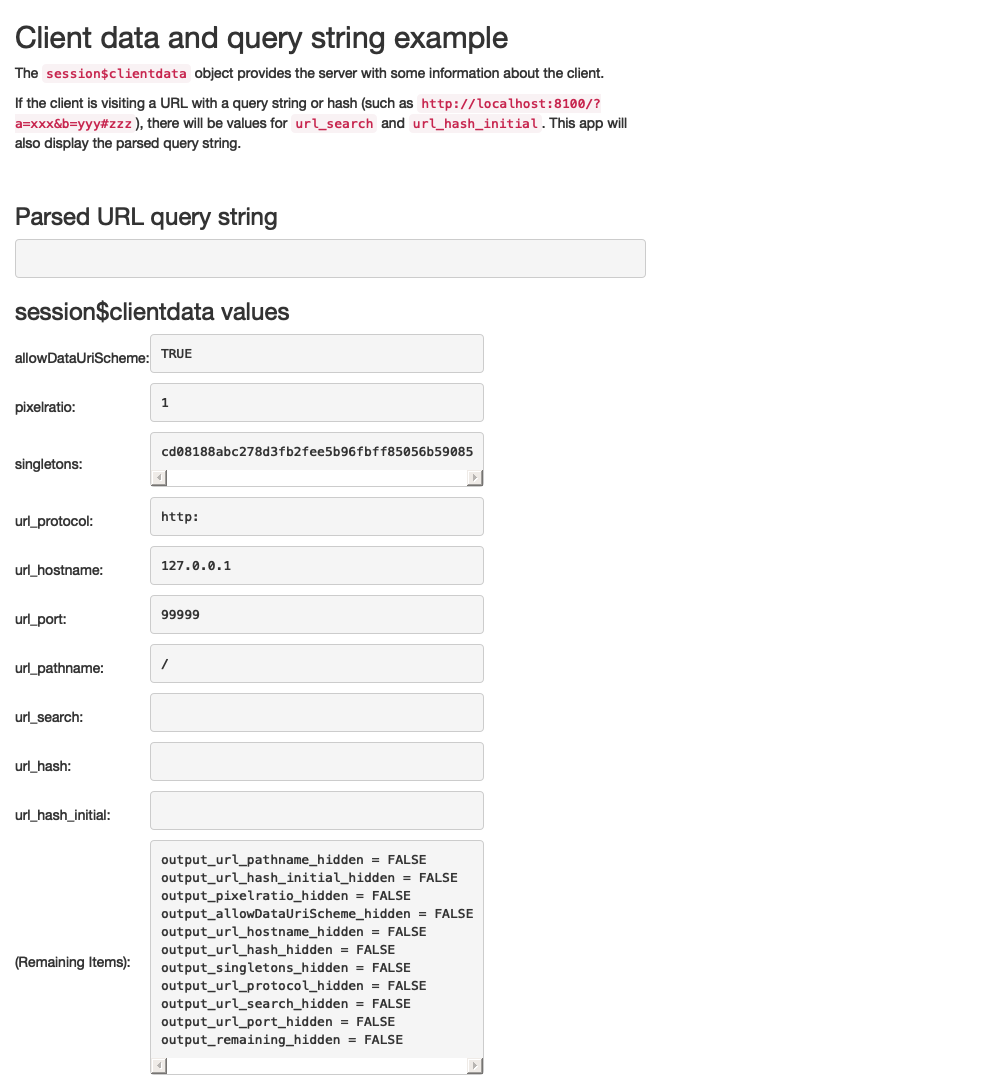 Client data and query string example
The session$clientdata object provides the server with some information about the client.
If the client is visiting a URL with a query string or hash (such as http://localhost:8100/?
a=xxx&b=yyy#zzz), there will be values for url_search and url_hash_initial. This app will
also display the parsed query string.
Parsed URL query string
session$clientdata values
allowDataUriScheme: TRUE
pixelratio: 1
singletons: cd08188abc278d3fb2fee5b96fbff85056b59085
url_protocol: http:
url_hostname: 127.0.0.1
url_port: 99999
url_pathname: /
url_search:
url_hash:
url_hash_initial:
(Remaining Items):
output_url_pathname_hidden = FALSE
output_url_hash_initial_hidden = FALSE
output_pixelratio_hidden = FALSE
output_allowDataUriScheme_hidden = FALSE
output_url_hostname_hidden = FALSE
output_url_hash_hidden = FALSE
output_singletons_hidden = FALSE
output_url_protocol_hidden = FALSE
output_url_search_hidden = FALSE
output_url_port_hidden = FALSE
output_remaining_hidden = FALSE